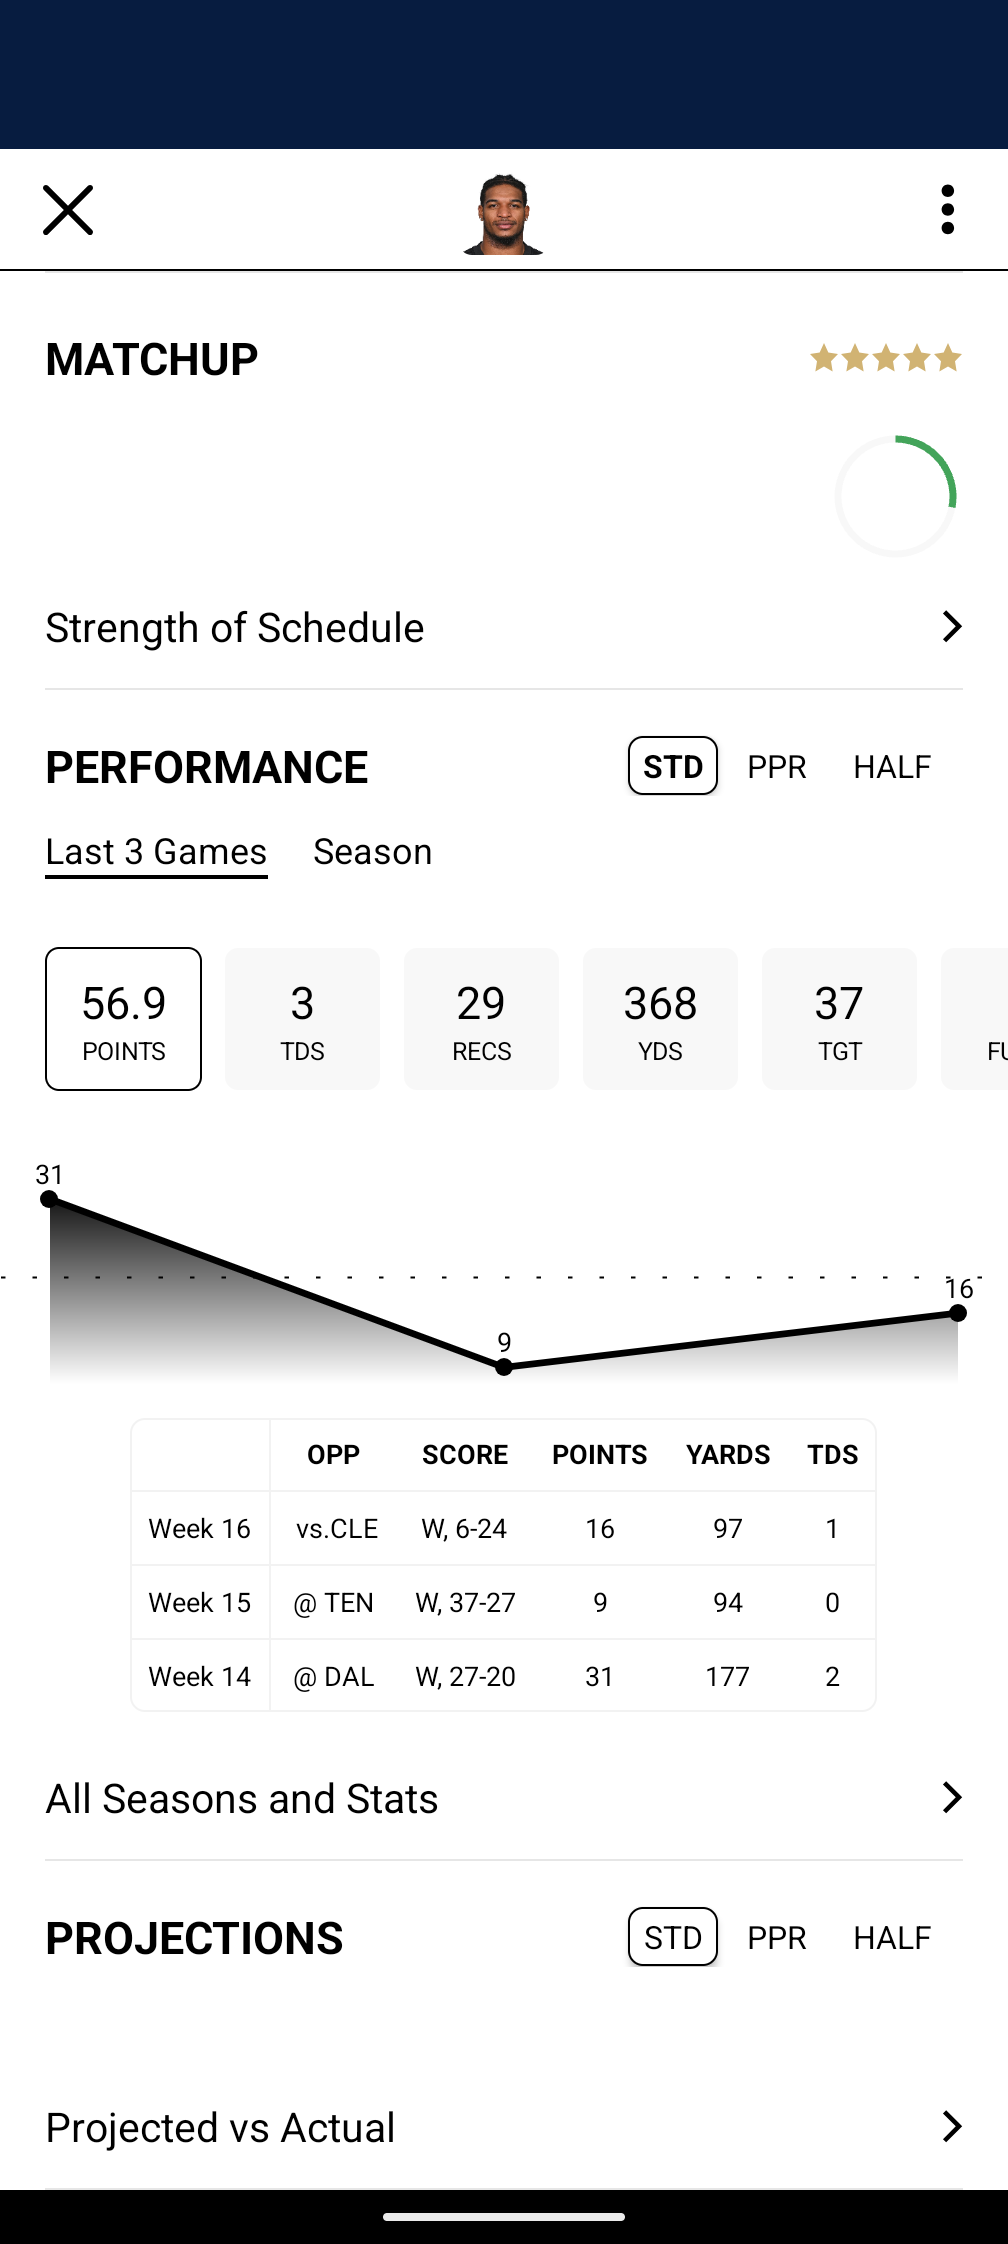 MATCHUP
Strength of Schedule
PERFORMANCE STD PPR HALF
Last 3 Games Season
56.9 3 29 368 37
POINTS TDS RECS YDS TGT FU
31
9
16
OPP SCORE POINTS YARDS TDS
Week 16 vs.CLE W, 6-24 16 97 1
Week 15 @ TEN W, 37-27 9 94 0
Week 14 @ DAL W, 27-20 31 177 2
All Seasons and Stats
PROJECTIONS STD PPR HALF
Projected vs Actual